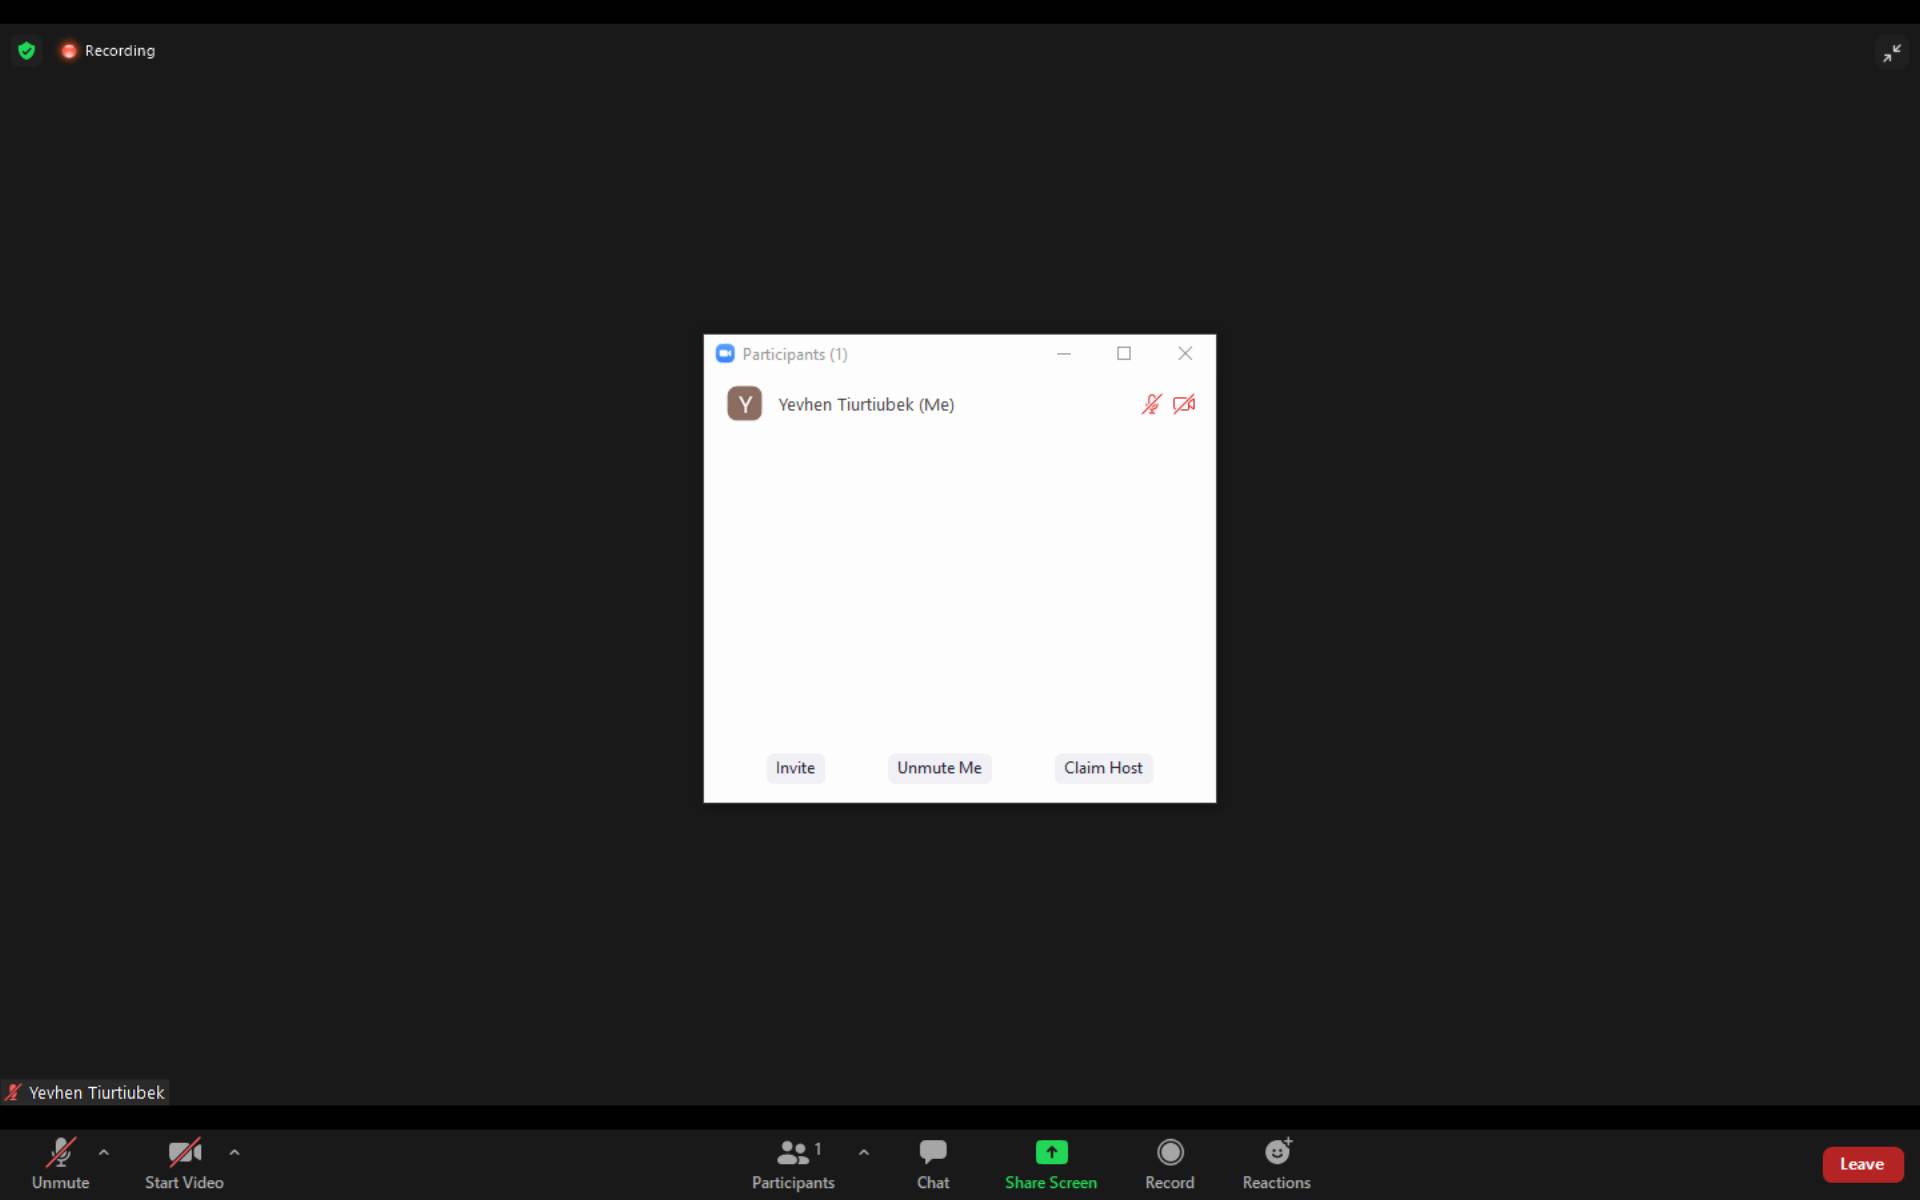 Recording
Participants (1)
Y Yevhen Tiurtiubek (Me)
Invite Unmute Me Claim Host
Yevhen Tiurtiubek
1
Unmute Start Video Participants Chat Share Screen Record Reactions Leave